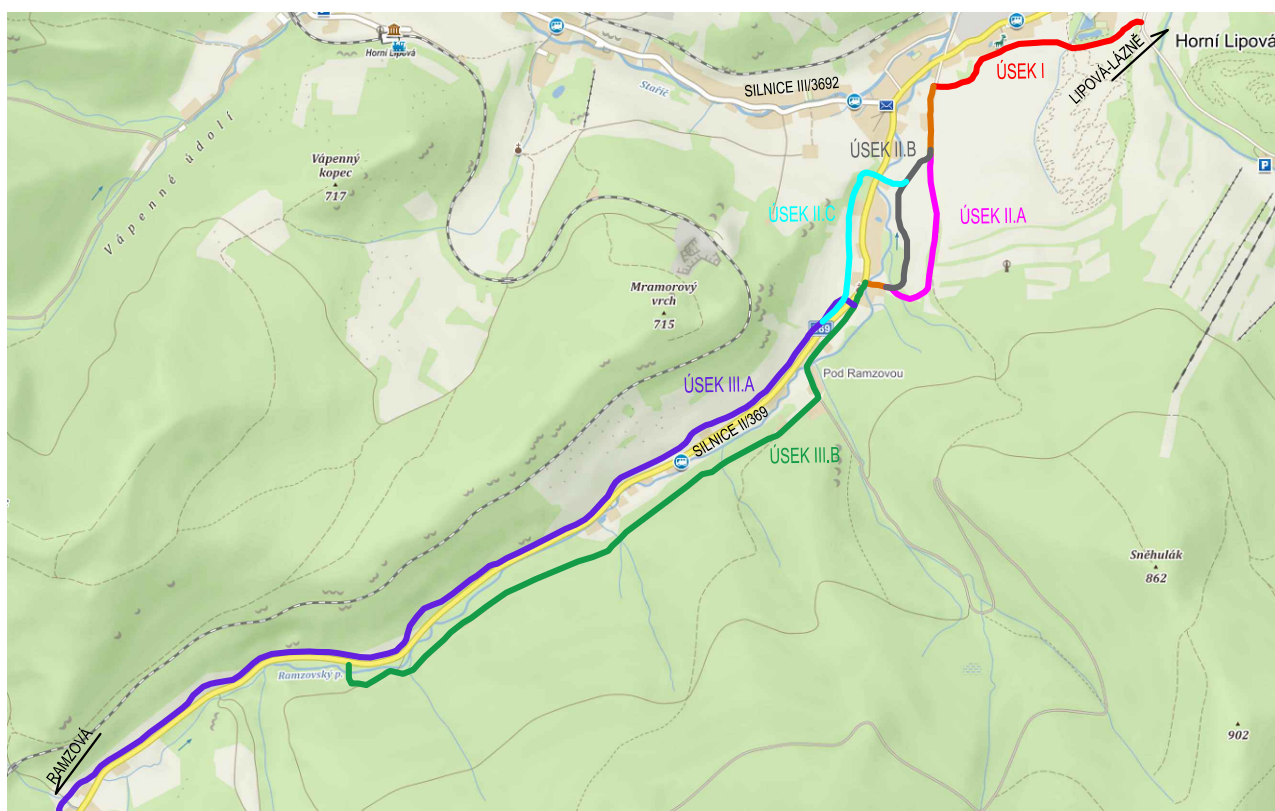 Horní Lipová
Horní Lipová
ÚSEK I
LIPOVÁ-LÁZNĚ
SILNICE III/3692
Staříč
ÚSEK II.B
Vápenné údolí
Vápenný
kopec
717
ÚSEK II.C
ÚSEK II.A
Mramorový
vrch
715
Pod Ramzovou
ÚSEK III.A
SILNICE II/369
ÚSEK III.B
Sněhulák
862
Ramzovský p.
902
RAMZOVÁ
P
P